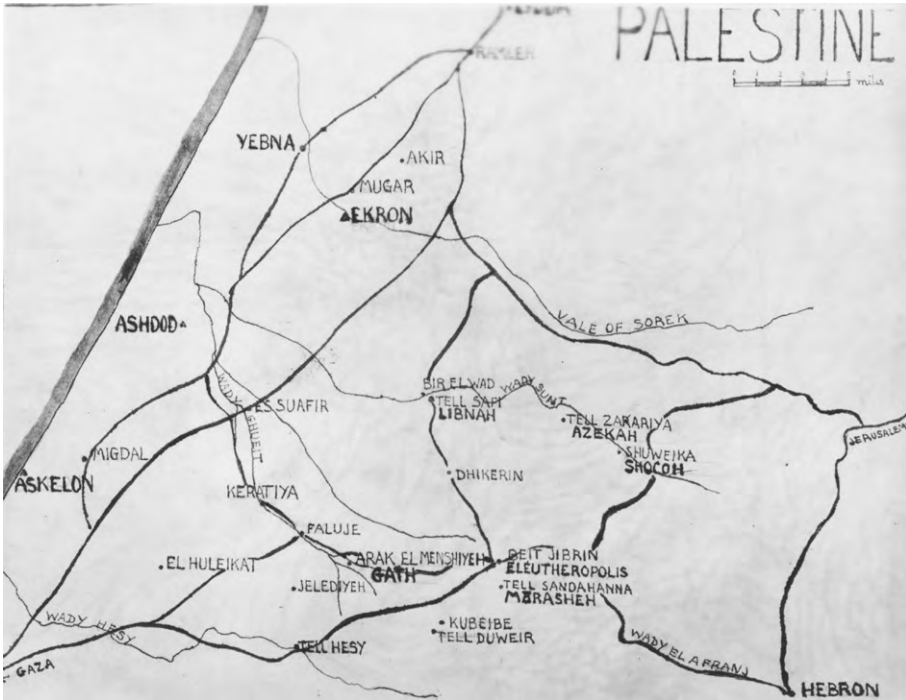 PALESTINE
miles
RAMLEH
YEBNA
AKIR
MUGAR
EKRON
VALE OF SOREK
ASHDOD
BIR EL WAD
WADY SUNT
TELL SAFI
LIBNAH
WADY GHUEIT
ES SUAFIR
TELL ZAKARIYA
AZEKAH
JERUSALEM
SHUWEIKA
SHOCOH
MIGDAL
ASKELON
DHIKERIN
KERATIYA
FALUJE
EL HULEIKAT
ARAK EL MENSHIYEH
GATH
BEIT JIBRIN
ELEUTHEROPOLIS
JELEDIYEH
TELL SANDAHANNA
MARASHEH
WADY HESY
KUBEIBE
TELL DUWEIR
TELL HESY
WADY EL AFRANJ
GAZA
HEBRON